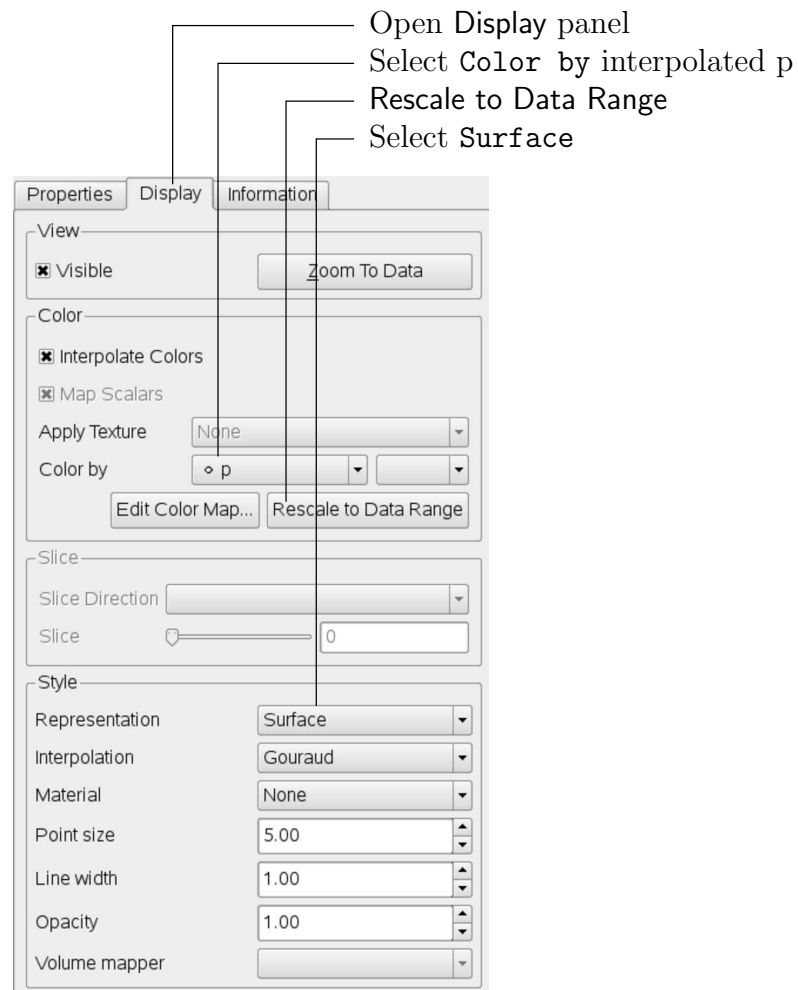 Open Display panel
Select Color by interpolated p
Rescale to Data Range
Select Surface
Properties Display Information
View
Visible Zoom To Data
Color
Interpolate Colors
Map Scalars
Apply Texture None
Color by p
Edit Color Map... Rescale to Data Range
Slice
Slice Direction
Slice 0
Style
Representation Surface
Interpolation Gouraud
Material None
Point size 5.00
Line width 1.00
Opacity 1.00
Volume mapper